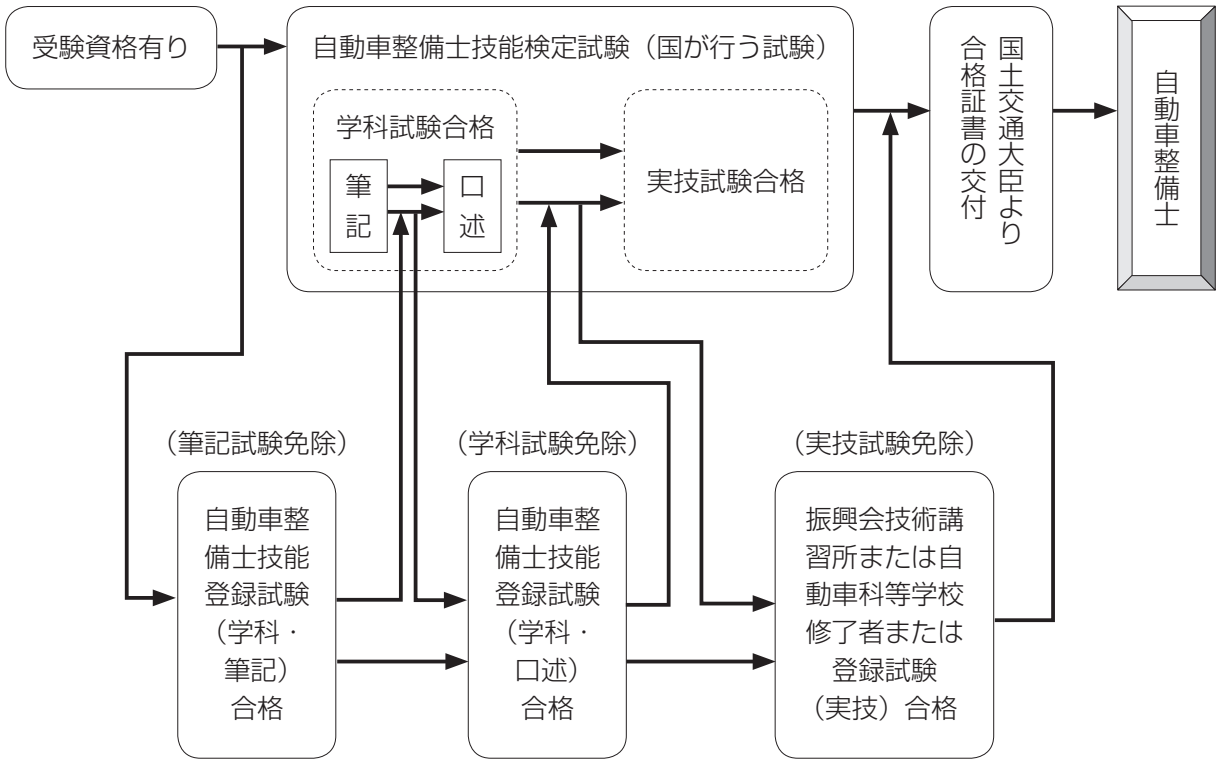 受験資格有り
自動車整備士技能検定試験（国が行う試験）
学科試験合格
筆記
口述
実技試験合格
国土交通大臣より
合格証書の交付
自動車整備士
（筆記試験免除）
自動車整
備士技能
登録試験
（学科・
筆記）
合格
（学科試験免除）
自動車整
備士技能
登録試験
（学科・
口述）
合格
（実技試験免除）
振興会技術講
習所または自
動車科等学校
修了者または
登録試験
（実技）合格